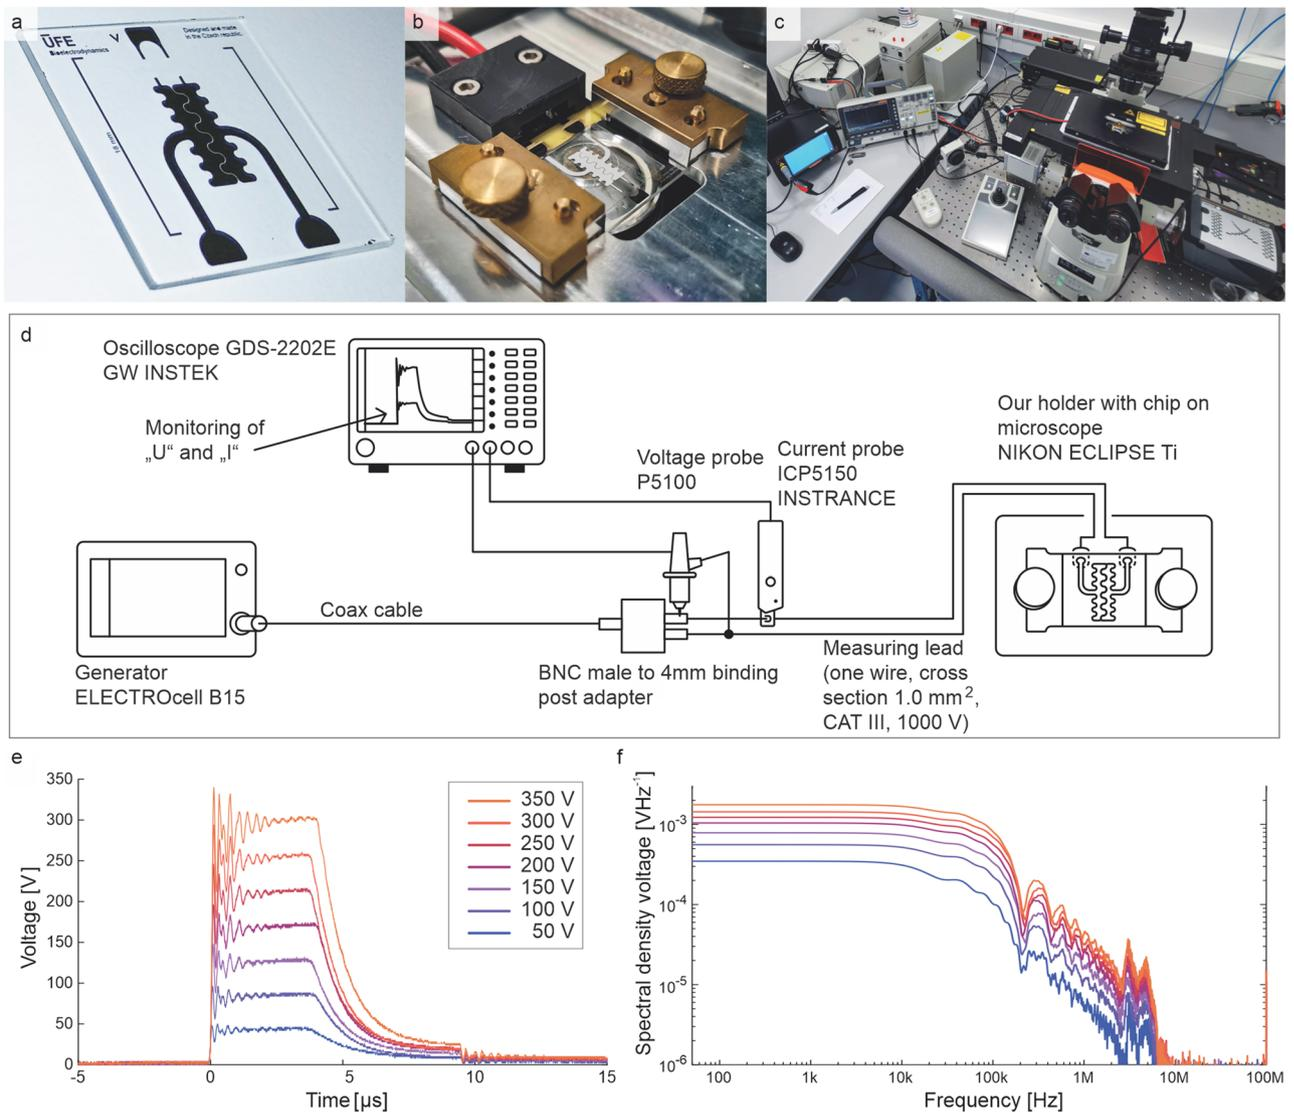 a
ÚFE
Bioelectrodynamics
V
Designed and made
in the Czech republic
18 mm
b
c
d
Oscilloscope GDS-2202E
GW INSTEK
Monitoring of
„U“ and „I“
Voltage probe
P5100
Current probe
ICP5150
INSTRANCE
Our holder with chip on
microscope
NIKON ECLIPSE Ti
Coax cable
Generator
ELECTROcell B15
BNC male to 4mm binding
post adapter
Measuring lead
(one wire, cross
section 1.0 mm²,
CAT III, 1000 V)
e
Voltage [V]
350
300
250
200
150
100
50
0
-5
0
5
10
15
Time [µs]
350 V
300 V
250 V
200 V
150 V
100 V
50 V
f
Spectral density voltage [VHz⁻¹]
10⁻³
10⁻⁴
10⁻⁵
10⁻⁶
100
1k
10k
100k
1M
10M
100M
Frequency [Hz]